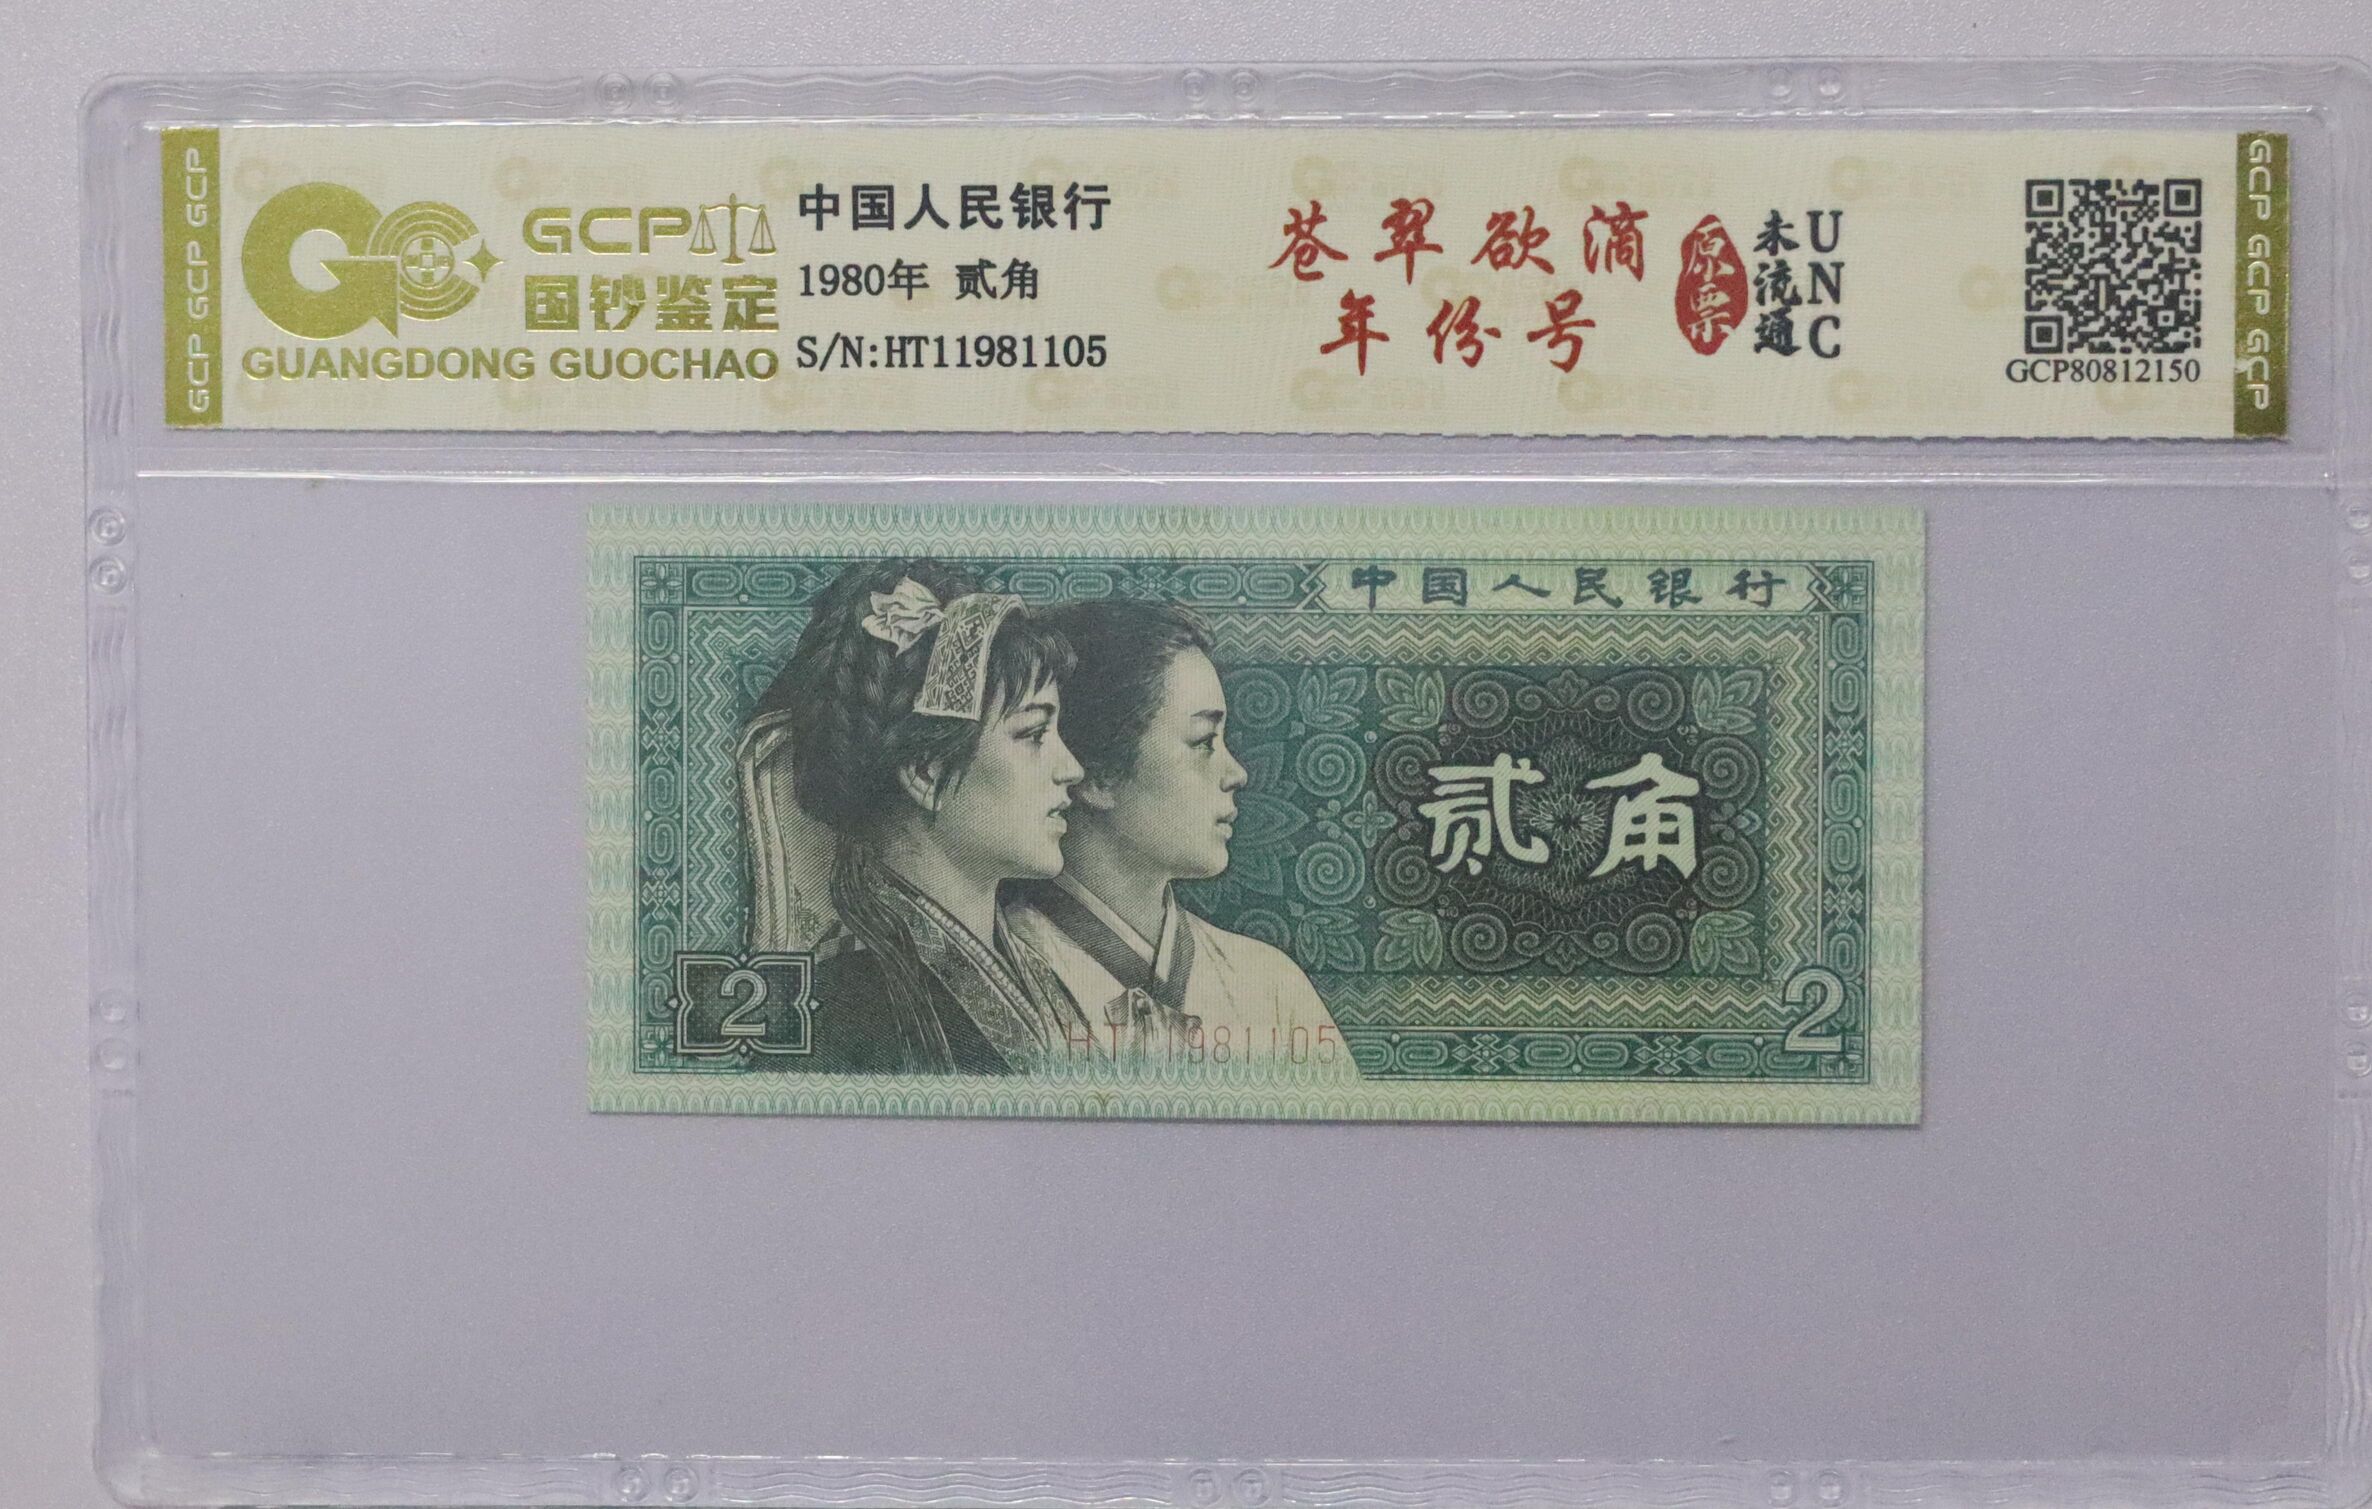 GCP GCP GCP
GCP
国钞鉴定
GUANGDONG GUOCHAO
中国人民银行
1980年 贰角
S/N:HT11981105
苍翠欲滴
年份号
原票
未流通
UNC
GCP80812150
GCP GCP GCP
中国人民银行
贰角
2
2
HT11981105